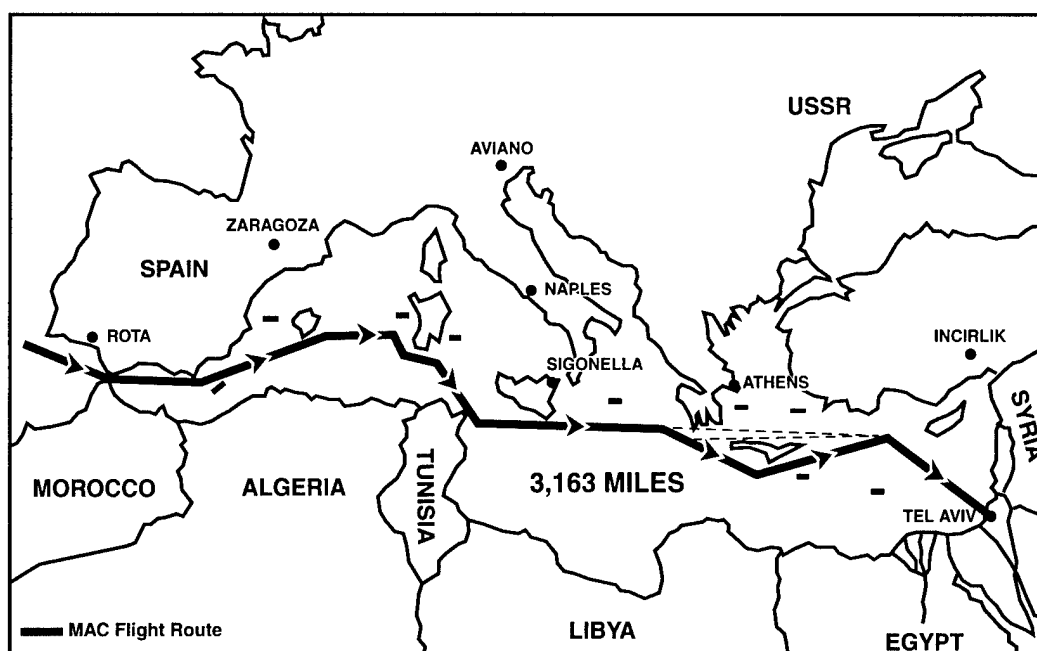 USSR
AVIANO
ZARAGOZA
SPAIN
NAPLES
ROTA
INCIRLIK
SIGONELLA
ATHENS
SYRIA
MOROCCO
ALGERIA
TUNISIA
3,163 MILES
TEL AVIV
MAC Flight Route
LIBYA
EGYPT